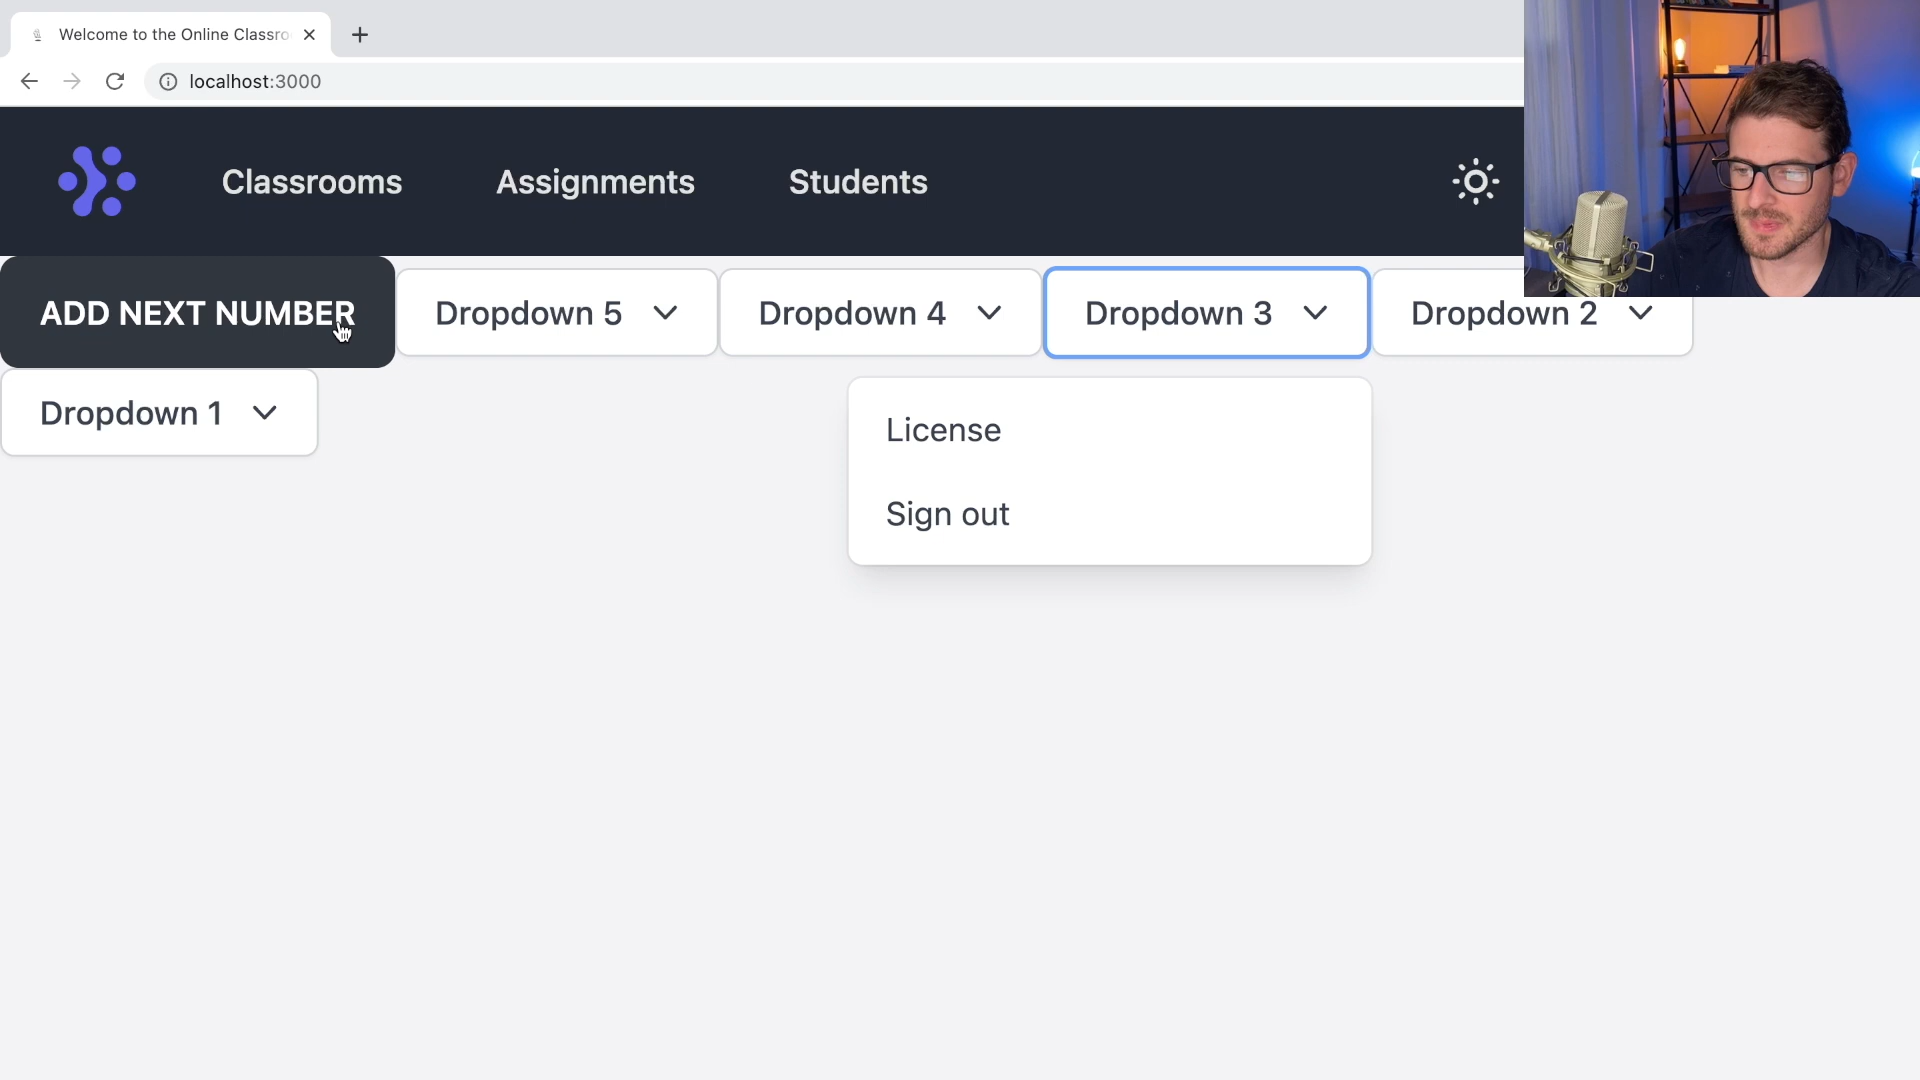 Welcome to the Online Classro
localhost:3000
Classrooms Assignments Students
ADD NEXT NUMBER Dropdown 5 Dropdown 4 Dropdown 3 Dropdown 2
Dropdown 1
License
Sign out